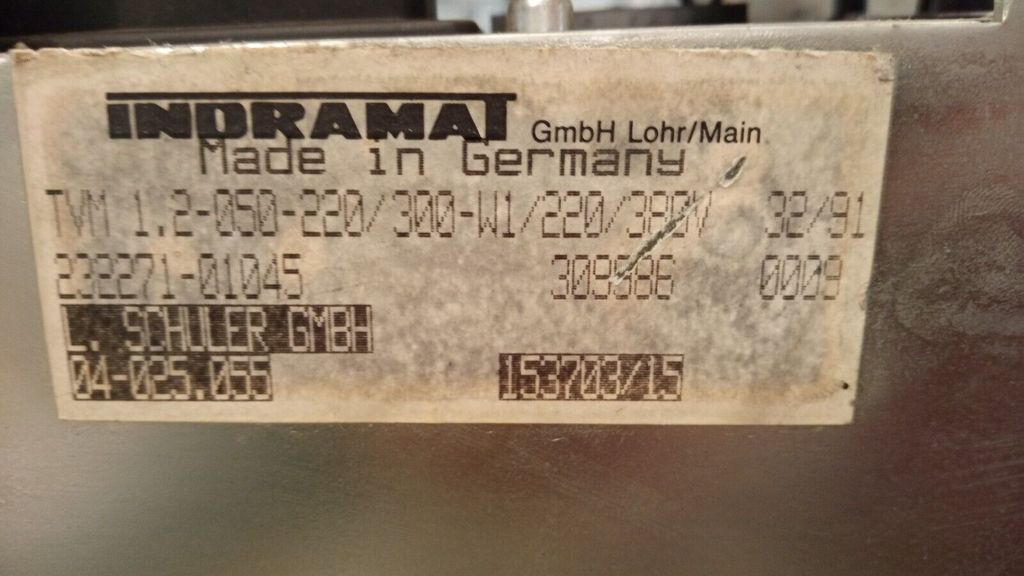 INDRAMAT GmbH Lohr/Main
Made in Germany
TVM 1.2-050-220/300-W1/220/380V 32/91
232271-01045 309986 0009
L. SCHULER GMBH
04-025.055 153703/15